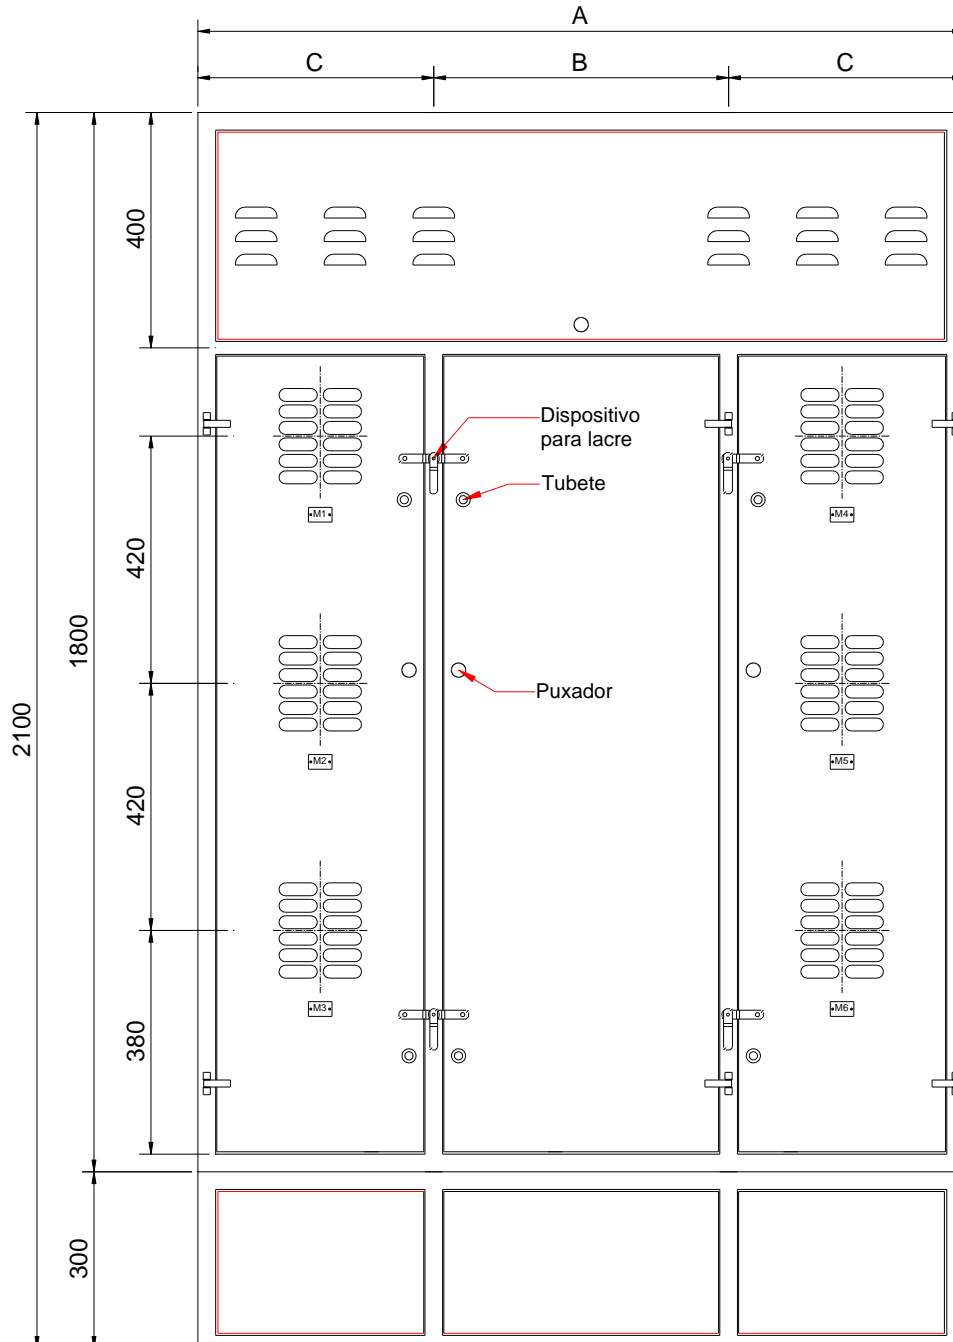 A
C
B
C
400
Dispositivo
para lacre
Tubete
M1
M4
420
1800
Puxador
2100
M2
M5
420
M3
M6
380
300